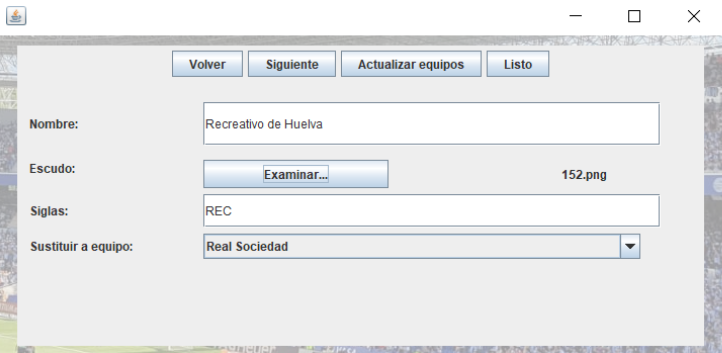 Volver Siguiente Actualizar equipos Listo
Nombre: Recreativo de Huelva
Escudo: Examinar... 152.png
Siglas: REC
Sustituir a equipo: Real Sociedad